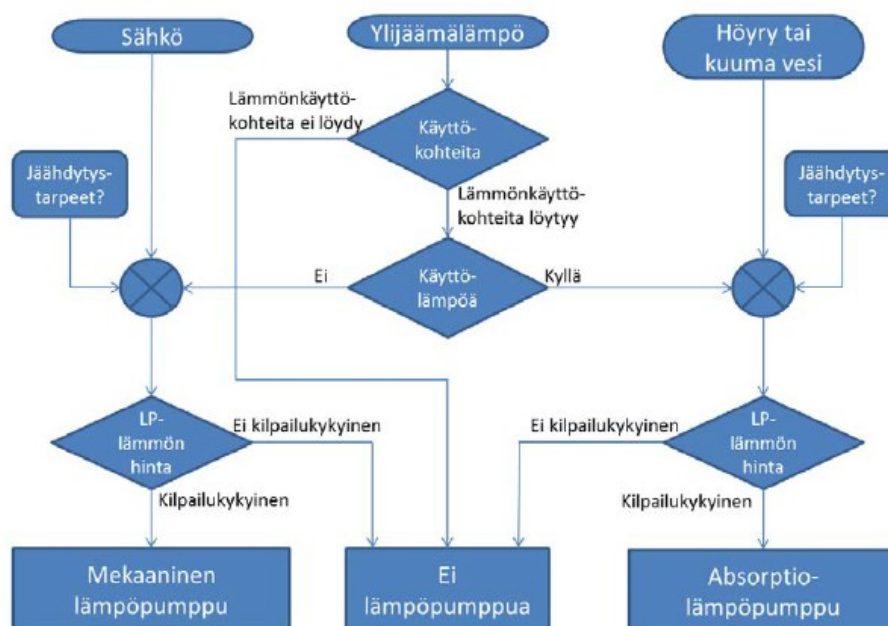 Sähkö
Ylijäämälämpö
Höyry tai
kuuma vesi
Lämmönkäyttö-
kohteita ei löydy
Käyttö-
kohteita
Jäähdytys-
tarpeet?
Jäähdytys-
tarpeet?
Lämmönkäyttö-
kohteita löytyy
Ei
Käyttö-
lämpöä
Kyllä
LP-
lämmön
hinta
Ei kilpailukykyinen
Ei kilpailukykyinen
LP-
lämmön
hinta
Kilpailukykyinen
Kilpailukykyinen
Mekaaninen
lämpöpumppu
Ei
lämpöpumppua
Absorptio-
lämpöpumppu